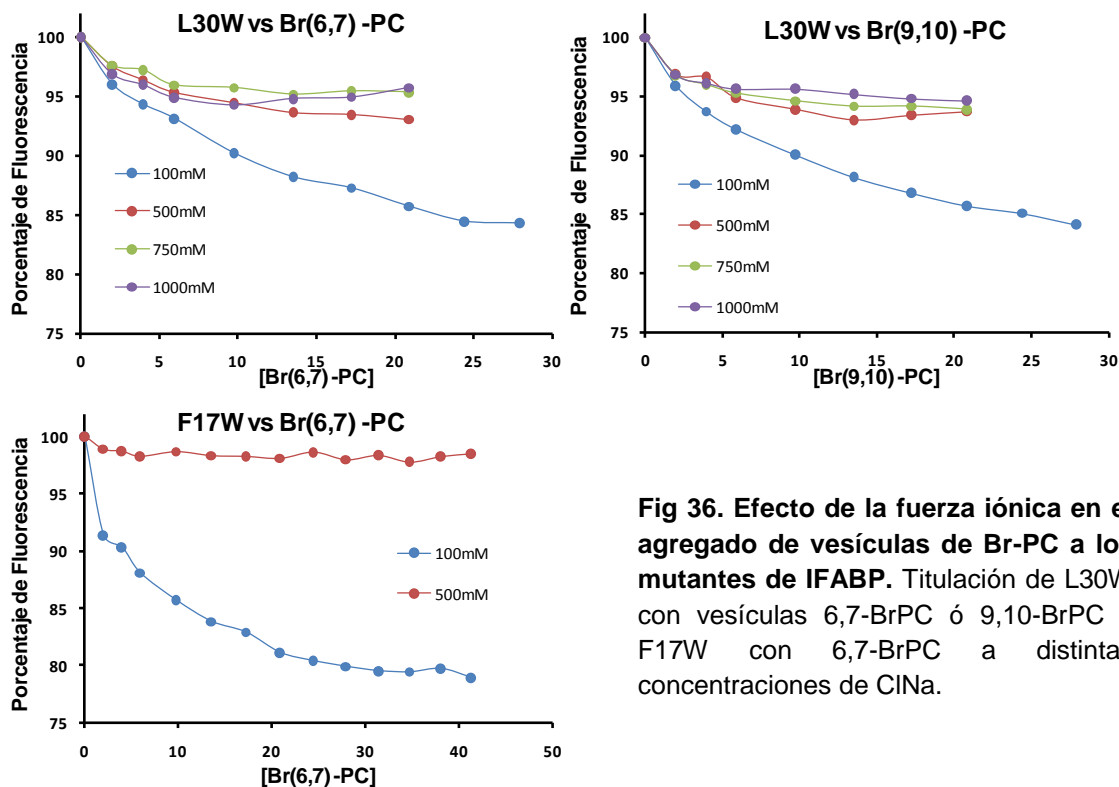 L30W vs Br(6,7) -PC
Porcentaje de Fluorescencia
100
95
90
85
80
75
100mM
500mM
750mM
1000mM
0 5 10 15 20 25 30
[Br(6,7) -PC]
L30W vs Br(9,10) -PC
Porcentaje de Fluorescencia
100
95
90
85
80
75
100mM
500mM
750mM
1000mM
0 5 10 15 20 25 30
[Br(9,10) -PC]
F17W vs Br(6,7) -PC
Porcentaje de Fluorescencia
100
95
90
85
80
75
100mM
500mM
0 10 20 30 40 50
[Br(6,7) -PC]
Fig 36. Efecto de la fuerza iónica en e
agregado de vesículas de Br-PC a lo
mutantes de IFABP. Titulación de L30W
con vesículas 6,7-BrPC ó 9,10-BrPC
F17W con 6,7-BrPC a distinta
concentraciones de ClNa.